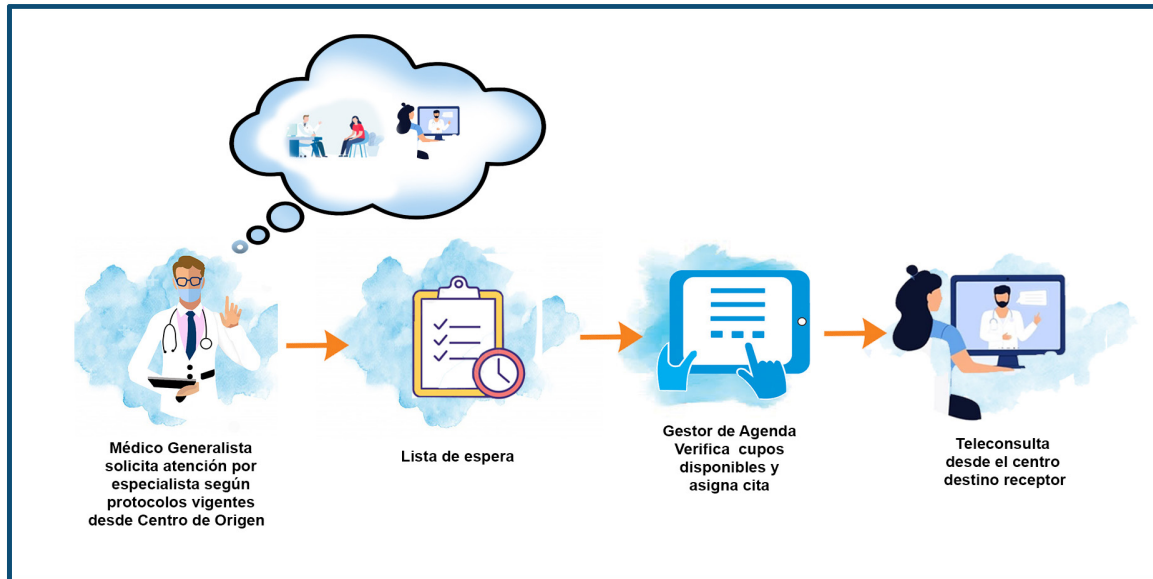 Médico Generalista
solicita atención por
especialista según
protocolos vigentes
desde Centro de Origen
Lista de espera
Gestor de Agenda
Verifica cupos
disponibles y
asigna cita
Teleconsulta
desde el centro
destino receptor